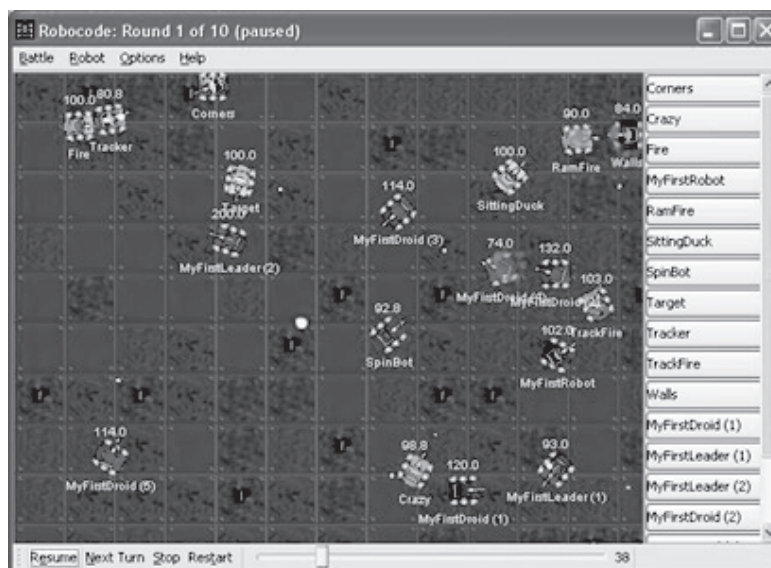 Robocode: Round 1 of 10 (paused)
Battle Robot Options Help
100.0
80.8
Fire
Tracker
Corners
100.0
Target
200.0
MyFirstLeader (2)
114.0
MyFirstDroid (3)
100.0
SittingDuck
90.0
RamFire
84.0
Walls
74.0
132.0
103.0
TrackFire
92.8
SpinBot
102.0
MyFirstRobot
114.0
MyFirstDroid (5)
98.8
Crazy
120.0
MyFirstDroid (1)
93.0
MyFirstLeader (1)
Corners
Crazy
Fire
MyFirstRobot
RamFire
SittingDuck
SpinBot
Target
Tracker
TrackFire
Walls
MyFirstDroid (1)
MyFirstLeader (1)
MyFirstLeader (2)
MyFirstDroid (2)
Resume Next Turn Stop Restart 38